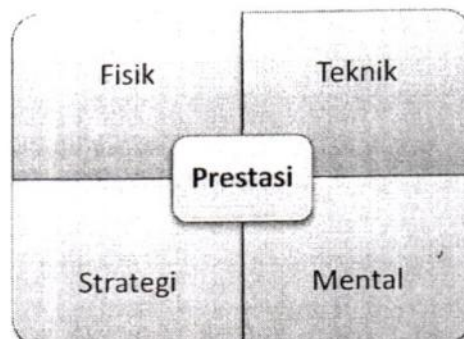 Fisik
Teknik
Prestasi
Strategi
Mental